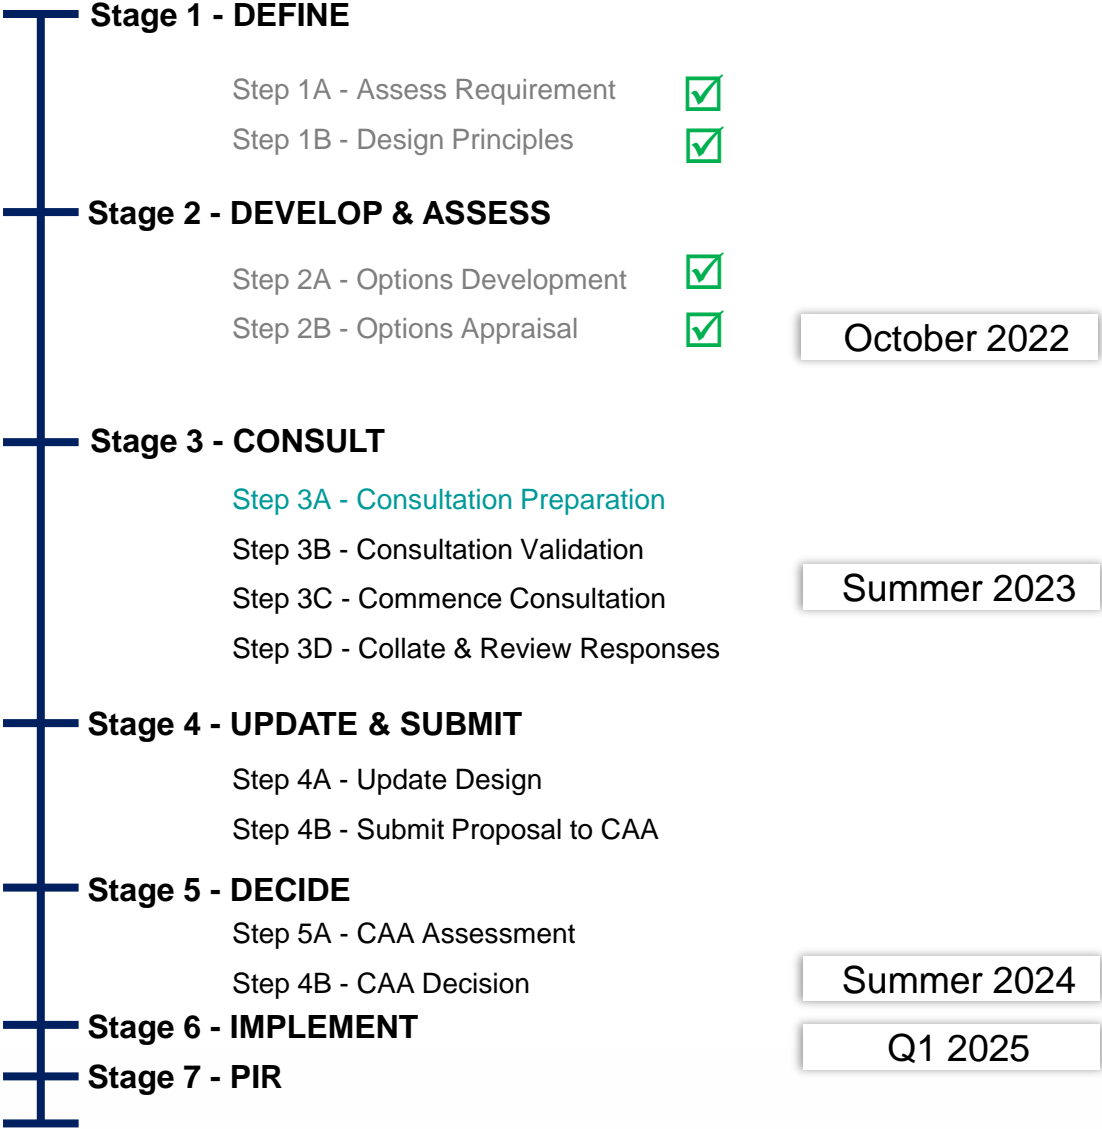 Stage 1 - DEFINE
Step 1A - Assess Requirement
Step 1B - Design Principles
Stage 2 - DEVELOP & ASSESS
Step 2A - Options Development
Step 2B - Options Appraisal
October 2022
Stage 3 - CONSULT
Step 3A - Consultation Preparation
Step 3B - Consultation Validation
Summer 2023
Step 3C - Commence Consultation
Step 3D - Collate & Review Responses
Stage 4 - UPDATE & SUBMIT
Step 4A - Update Design
Step 4B - Submit Proposal to CAA
Stage 5 - DECIDE
Step 5A - CAA Assessment
Step 4B - CAA Decision
Summer 2024
Stage 6 - IMPLEMENT
Q1 2025
Stage 7 - PIR